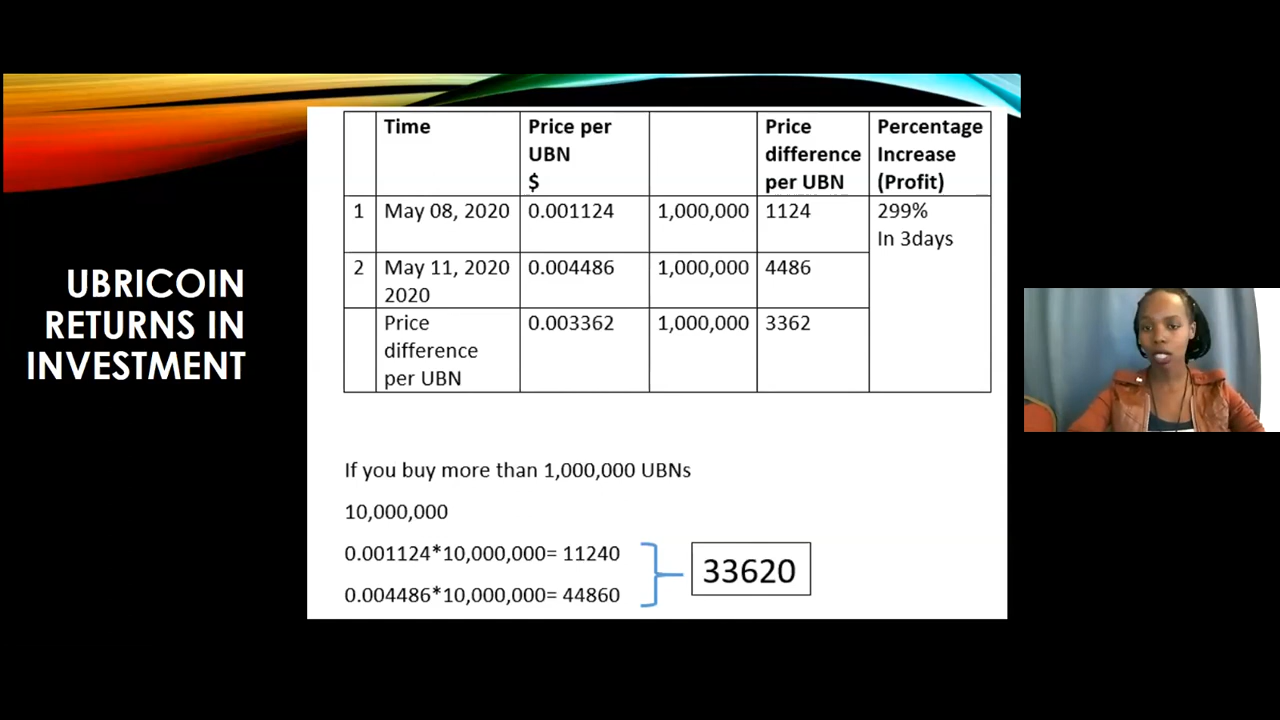 UBRICOIN
RETURNS IN
INVESTMENT
Time
Price per
UBN
$
Price
difference
per UBN
Percentage
Increase
(Profit)
1 May 08, 2020 0.001124 1,000,000 1124 299%
In 3days
2 May 11, 2020 0.004486 1,000,000 4486
2020
Price 0.003362 1,000,000 3362
difference
per UBN
If you buy more than 1,000,000 UBNs
10,000,000
0.001124*10,000,000= 11240
0.004486*10,000,000= 44860
33620